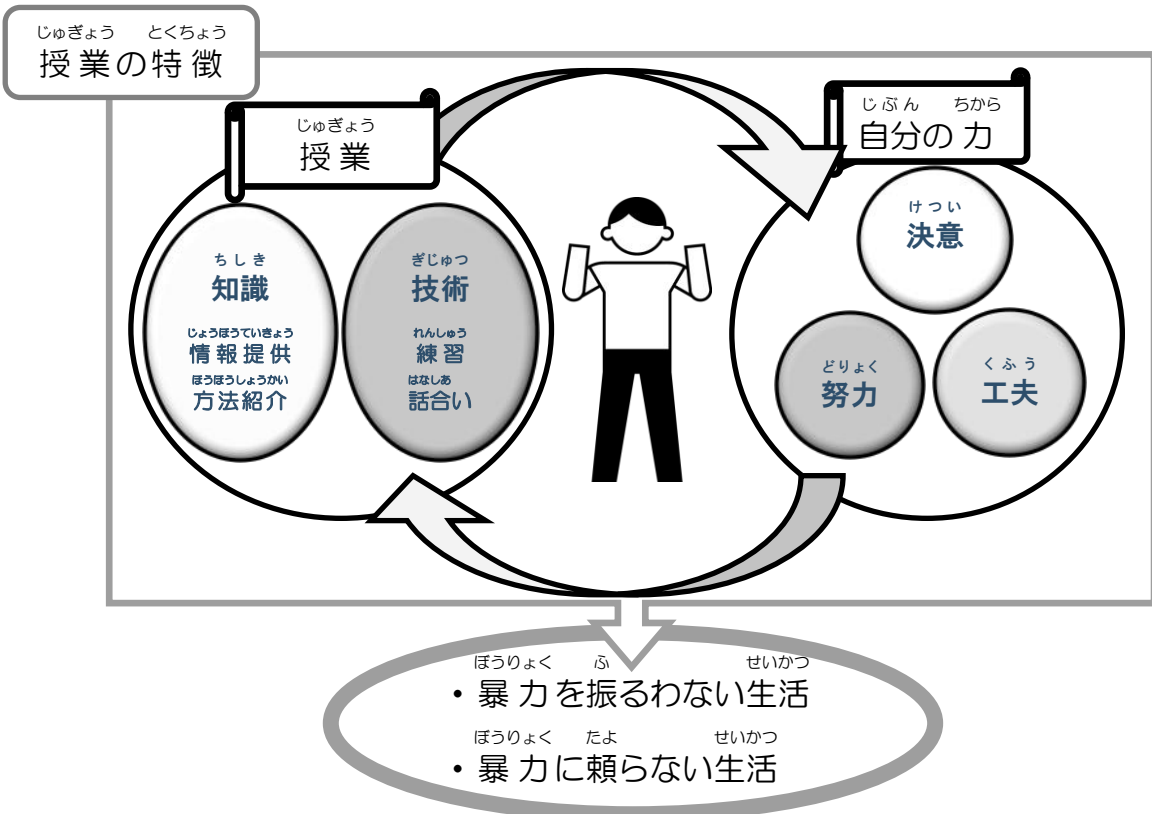 じゅぎょう とくちょう
授業の特徴
じゅぎょう
授業
ちしき
知識
じょうほうていきょう
情報提供
ほうほうしょうかい
方法紹介
ぎじゅつ
技術
れんしゅう
練習
はなしあ
話合い
じぶん ちから
自分の力
けつい
決意
どりょく
努力
くふう
工夫
ぼうりょく ふ せいかつ
・暴力を振るわない生活
ぼうりょく たよ せいかつ
・暴力に頼らない生活